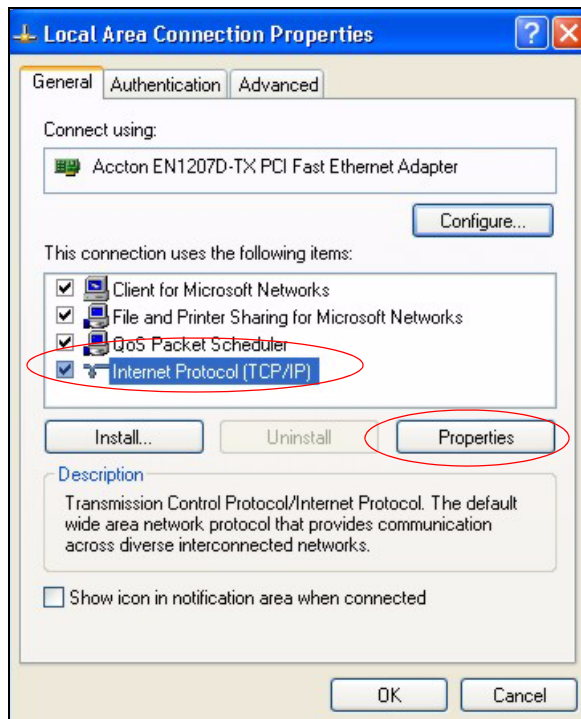 Local Area Connection Properties
General Authentication Advanced
Connect using:
Accton EN1207D-TX PCI Fast Ethernet Adapter
Configure...
This connection uses the following items:
Client for Microsoft Networks
File and Printer Sharing for Microsoft Networks
QoS Packet Scheduler
Internet Protocol (TCP/IP)
Install... Uninstall Properties
Description
Transmission Control Protocol/Internet Protocol. The default
wide area network protocol that provides communication
across diverse interconnected networks.
Show icon in notification area when connected
OK Cancel